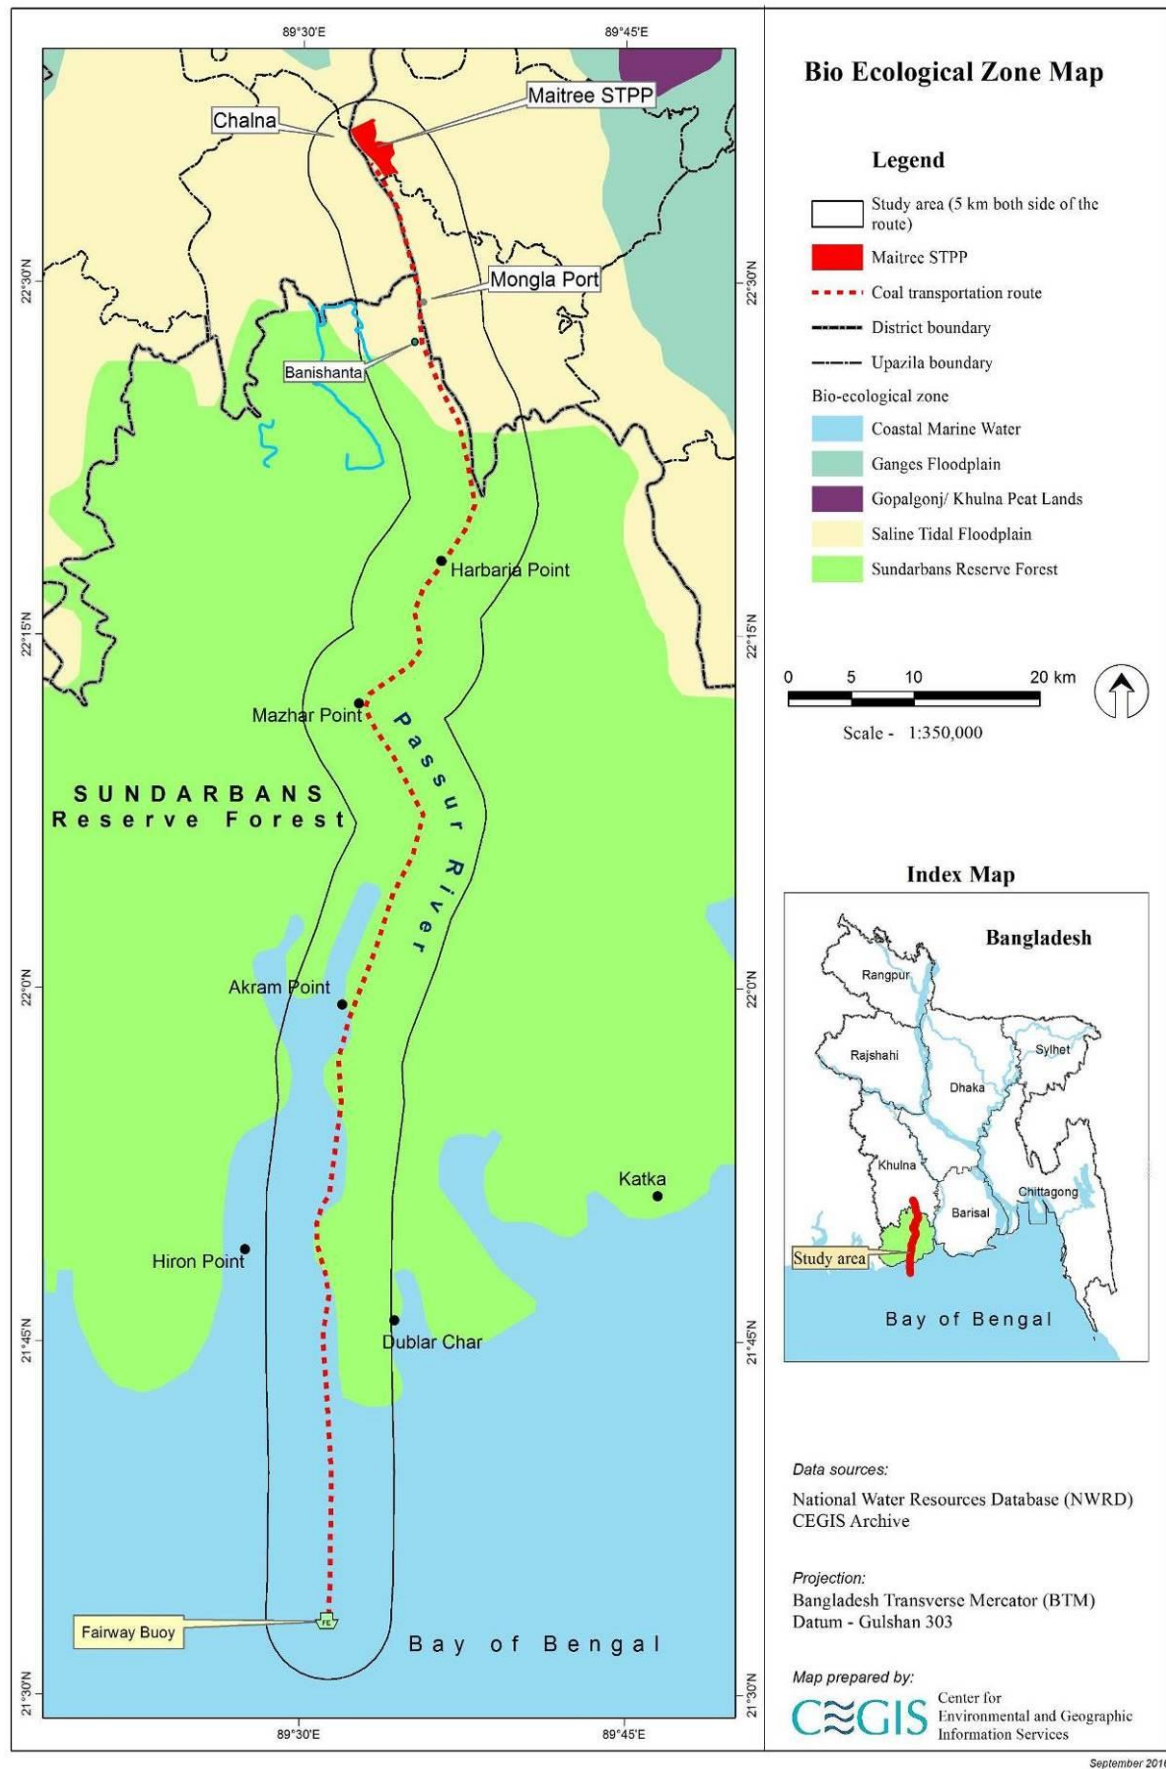 89°30'E
89°45'E
Maitree STPP
Chalna
22°30'N
22°30'N
Mongla Port
Banishanta
Harbaria Point
22°15'N
22°15'N
Mazhar Point
Passur River
SUNDARBANS
Reserve Forest
Akram Point
22°0'N
22°0'N
Katka
Hiron Point
Dublar Char
21°45'N
21°45'N
FE
Fairway Buoy
Bay of Bengal
21°30'N
21°30'N
89°30'E
89°45'E
Bio Ecological Zone Map
Legend
Study area (5 km both side of the
route)
Maitree STPP
Coal transportation route
District boundary
Upazila boundary
Bio-ecological zone
Coastal Marine Water
Ganges Floodplain
Gopalgonj/ Khulna Peat Lands
Saline Tidal Floodplain
Sundarbans Reserve Forest
0 5 10 20 km
Scale - 1:350,000
Index Map
Bangladesh
Rangpur
Rajshahi
Sylhet
Dhaka
Khulna
Barisal
Chittagong
Study area
Bay of Bengal
Data sources:
National Water Resources Database (NWRD)
CEGIS Archive
Projection:
Bangladesh Transverse Mercator (BTM)
Datum - Gulshan 303
Map prepared by:
CEGIS
Center for
Environmental and Geographic
Information Services
September 2016